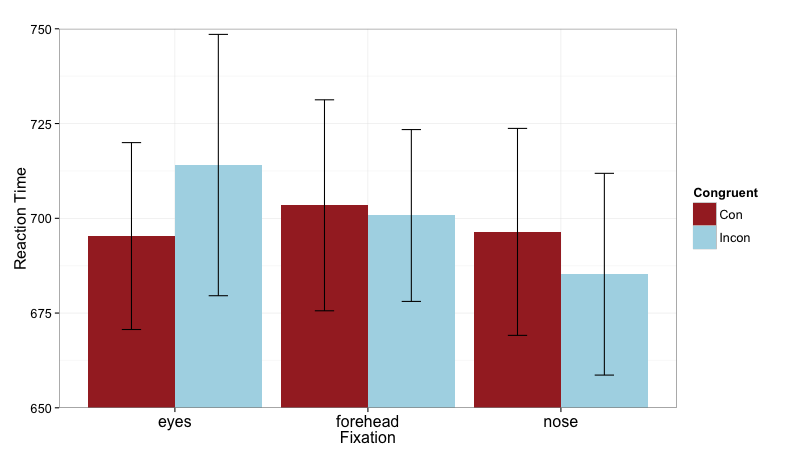 750
725
700
675
650
Reaction Time
eyes
forehead
nose
Fixation
Congruent
Con
Incon